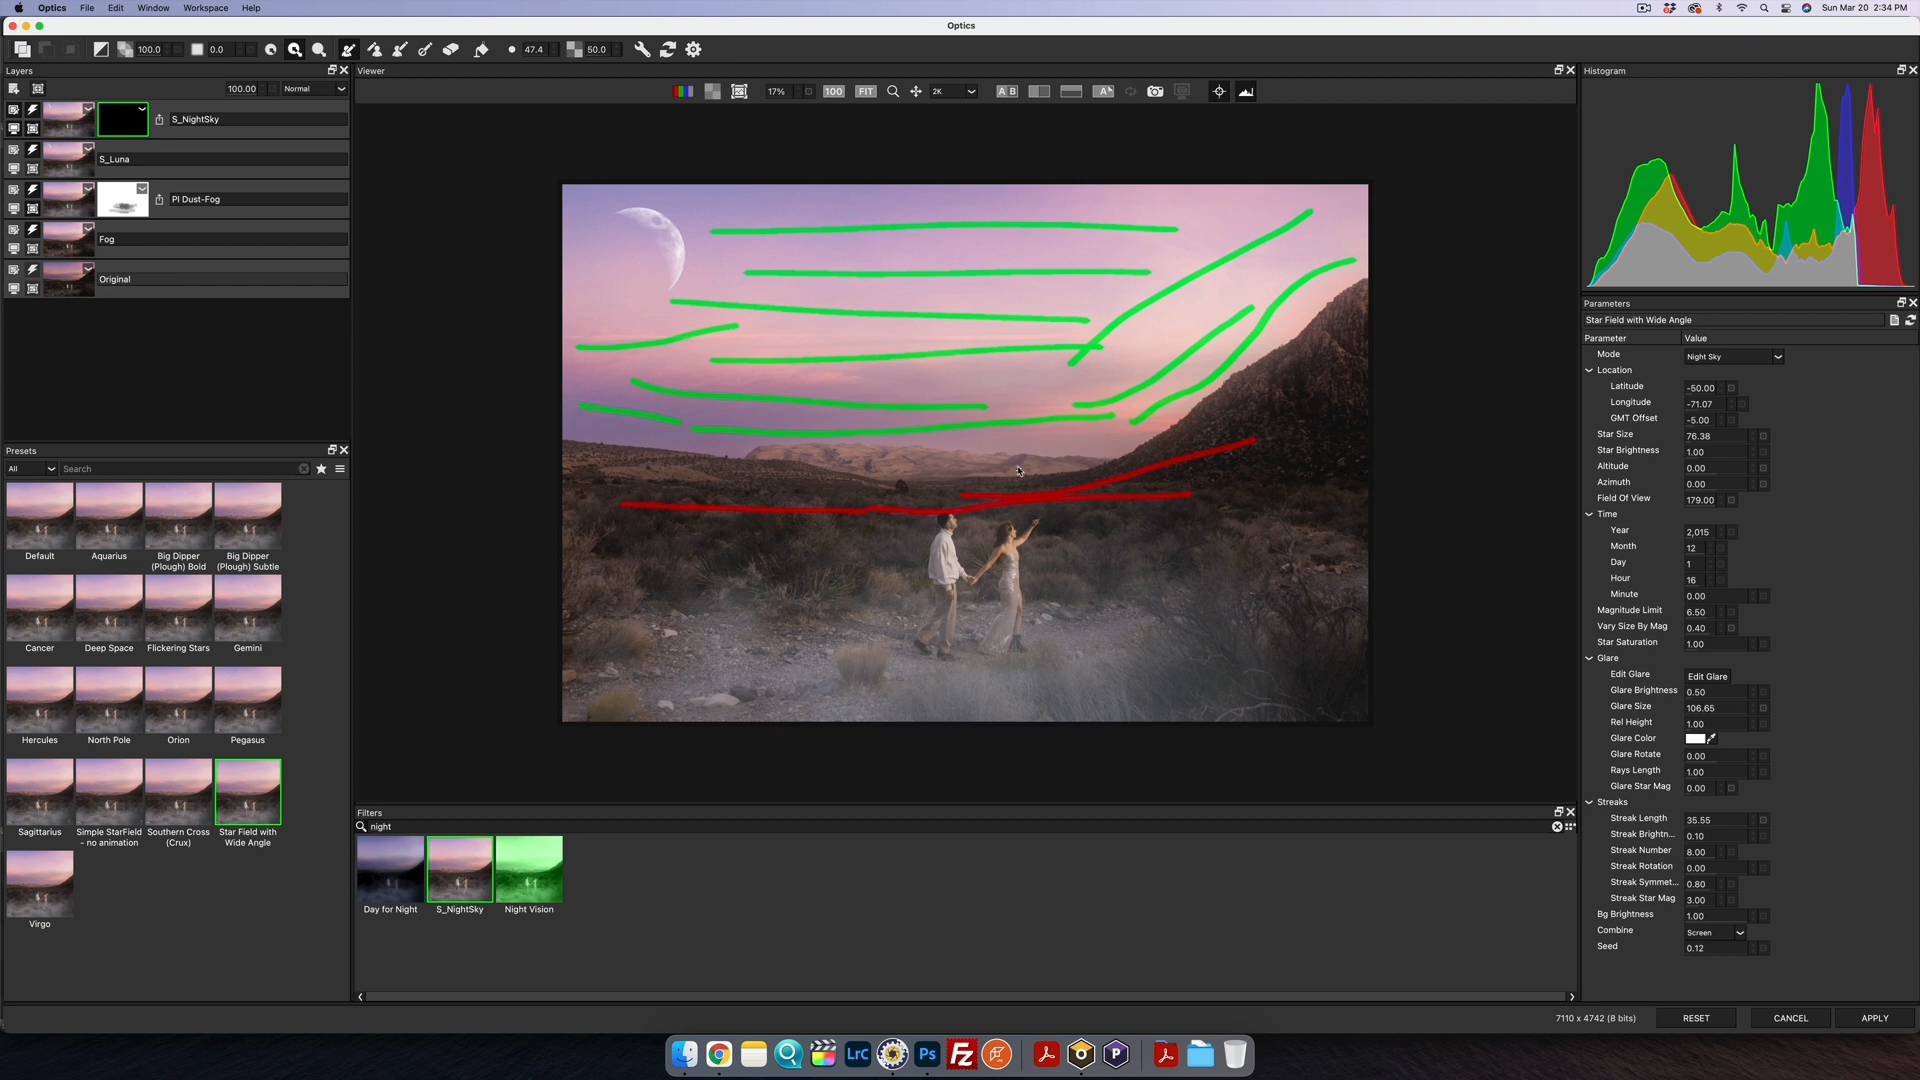 Optics File Edit Window Workspace Help
Sun Mar 20 2:34 PM
Optics
100.0 0.0 47.4 50.0
Layers
100.00 Normal
S_NightSky
S_Luna
PI Dust-Fog
Fog
Original
Presets
All Search
Default Aquarius Big Dipper (Plough) Bold Big Dipper (Plough) Subtle
Cancer Deep Space Flickering Stars Gemini
Hercules North Pole Orion Pegasus
Sagittarius Simple StarField - no animation Southern Cross (Crux) Star Field with Wide Angle
Virgo
Viewer
17% 100 FIT 2K A B A
Filters
night
Day for Night S_NightSky Night Vision
Histogram
Parameters
Star Field with Wide Angle
Parameter Value
Mode Night Sky
Location
Latitude -50.00
Longitude -71.07
GMT Offset -5.00
Star Size 76.38
Star Brightness 1.00
Altitude 0.00
Azimuth 0.00
Field Of View 179.00
Time
Year 2,015
Month 12
Day 1
Hour 16
Minute 0.00
Magnitude Limit 6.50
Vary Size By Mag 0.40
Star Saturation 1.00
Glare
Edit Glare Edit Glare
Glare Brightness 0.50
Glare Size 106.65
Rel Height 1.00
Glare Color
Glare Rotate 0.00
Rays Length 1.00
Glare Star Mag 0.00
Streaks
Streak Length 35.55
Streak Brightn... 0.10
Streak Number 8.00
Streak Rotation 0.00
Streak Symmet... 0.80
Streak Star Mag 3.00
Bg Brightness 1.00
Combine Screen
Seed 0.12
7110 x 4742 (8 bits) RESET CANCEL APPLY
LrC Ps Fz P